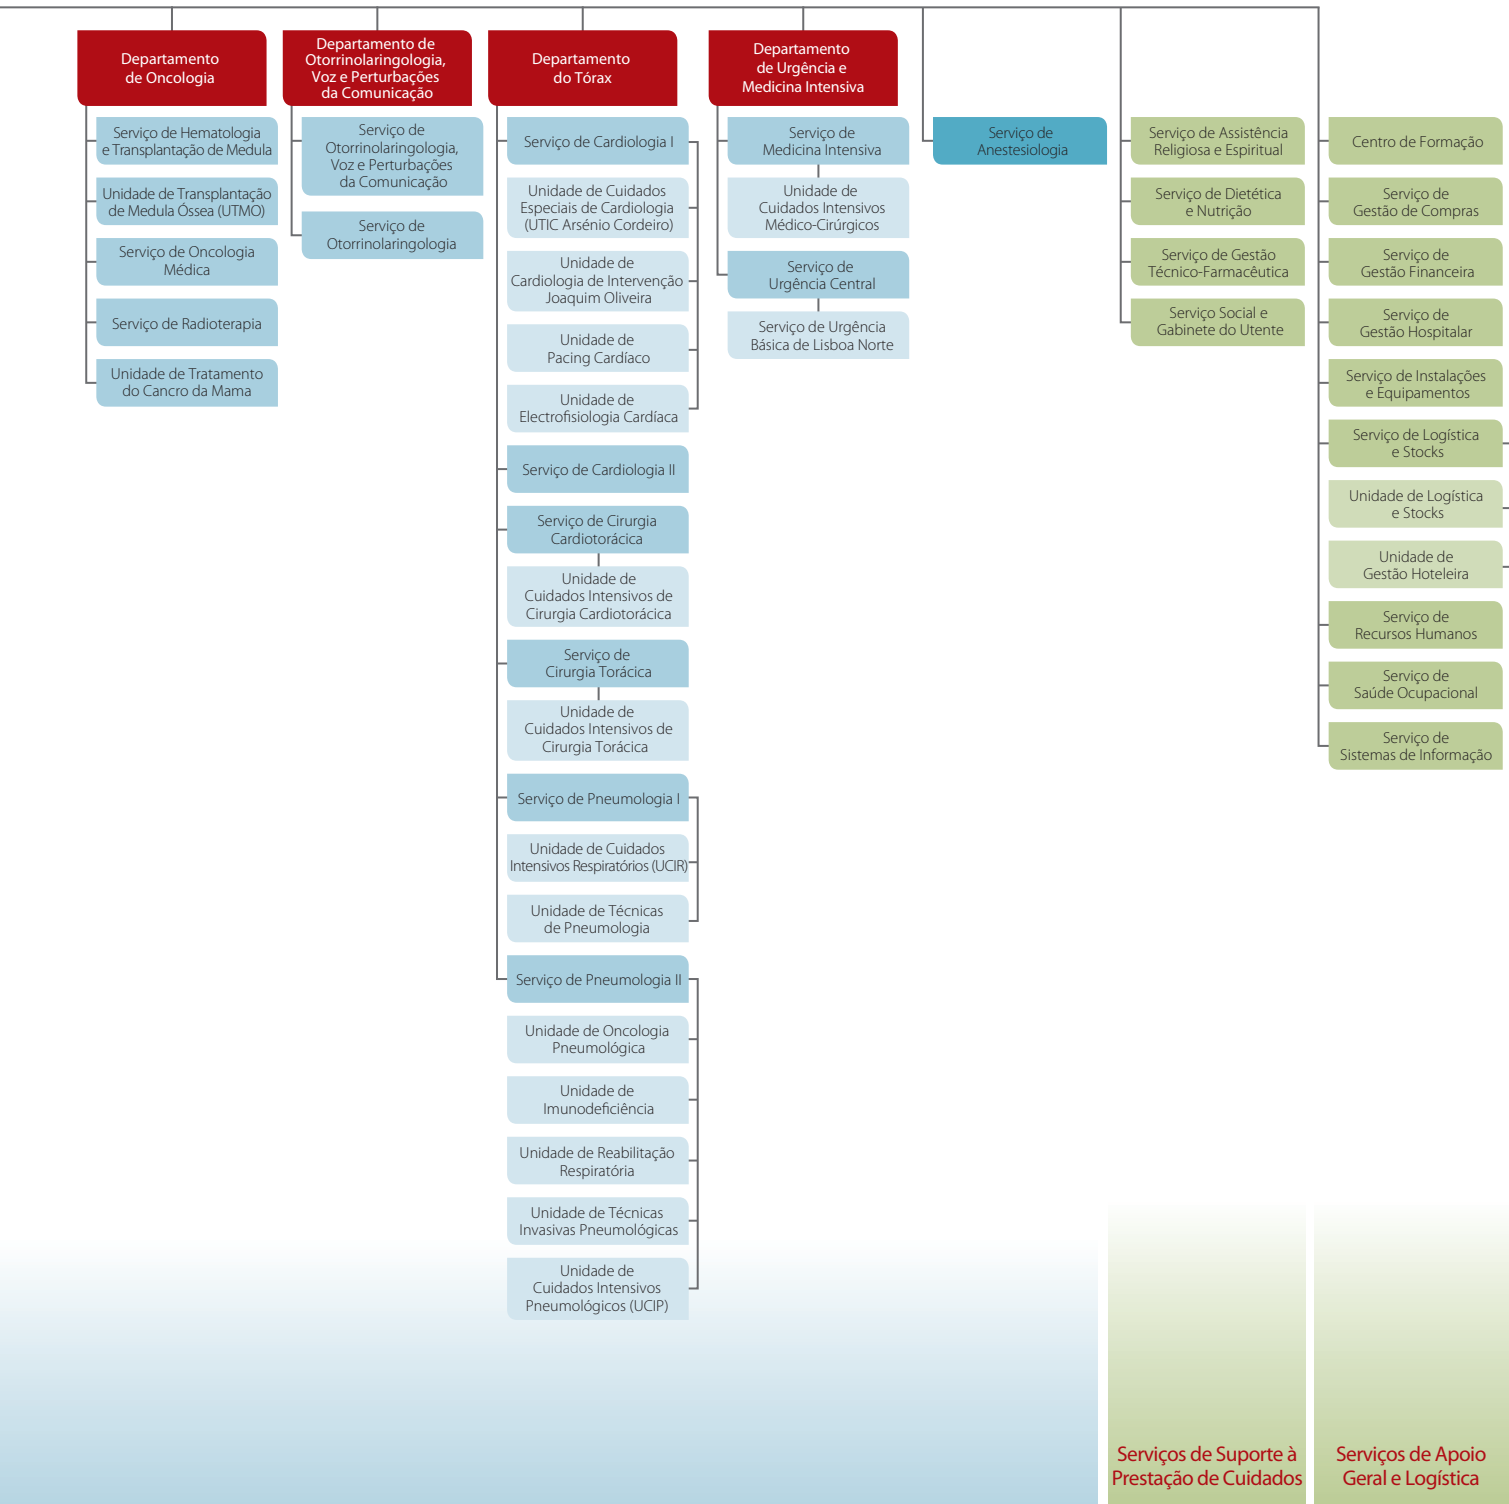 Departamento
de Oncologia
Serviço de Hematologia
e Transplantação de Medula
Unidade de Transplantação
de Medula Óssea (UTMO)
Serviço de Oncologia
Médica
Serviço de Radioterapia
Unidade de Tratamento
do Cancro da Mama
Departamento de
Otorrinolaringologia,
Voz e Perturbações
da Comunicação
Serviço de
Otorrinolaringologia,
Voz e Perturbações
da Comunicação
Serviço de
Otorrinolaringologia
Departamento
do Tórax
Serviço de Cardiologia I
Unidade de Cuidados
Especiais de Cardiologia
(UTIC Arsénio Cordeiro)
Unidade de
Cardiologia de Intervenção
Joaquim Oliveira
Unidade de
Pacing Cardíaco
Unidade de
Electrofisiologia Cardíaca
Serviço de Cardiologia II
Serviço de Cirurgia
Cardiotorácica
Unidade de
Cuidados Intensivos de
Cirurgia Cardiotorácica
Serviço de
Cirurgia Torácica
Unidade de
Cuidados Intensivos de
Cirurgia Torácica
Serviço de Pneumologia I
Unidade de Cuidados
Intensivos Respiratórios (UCIR)
Unidade de Técnicas
de Pneumologia
Serviço de Pneumologia II
Unidade de Oncologia
Pneumológica
Unidade de
Imunodeficiência
Unidade de Reabilitação
Respiratória
Unidade de Técnicas
Invasivas Pneumológicas
Unidade de
Cuidados Intensivos
Pneumológicos (UCIP)
Departamento
de Urgência e
Medicina Intensiva
Serviço de
Medicina Intensiva
Unidade de
Cuidados Intensivos
Médico-Cirúrgicos
Serviço de
Urgência Central
Serviço de Urgência
Básica de Lisboa Norte
Serviço de
Anestesiologia
Serviço de Assistência
Religiosa e Espiritual
Serviço de Dietética
e Nutrição
Serviço de Gestão
Técnico-Farmacêutica
Serviço Social e
Gabinete do Utente
Centro de Formação
Serviço de
Gestão de Compras
Serviço de
Gestão Financeira
Serviço de
Gestão Hospitalar
Serviço de Instalações
e Equipamentos
Serviço de Logística
e Stocks
Unidade de Logística
e Stocks
Unidade de
Gestão Hoteleira
Serviço de
Recursos Humanos
Serviço de
Saúde Ocupacional
Serviço de
Sistemas de Informação
Serviços de Suporte à
Prestação de Cuidados
Serviços de Apoio
Geral e Logística